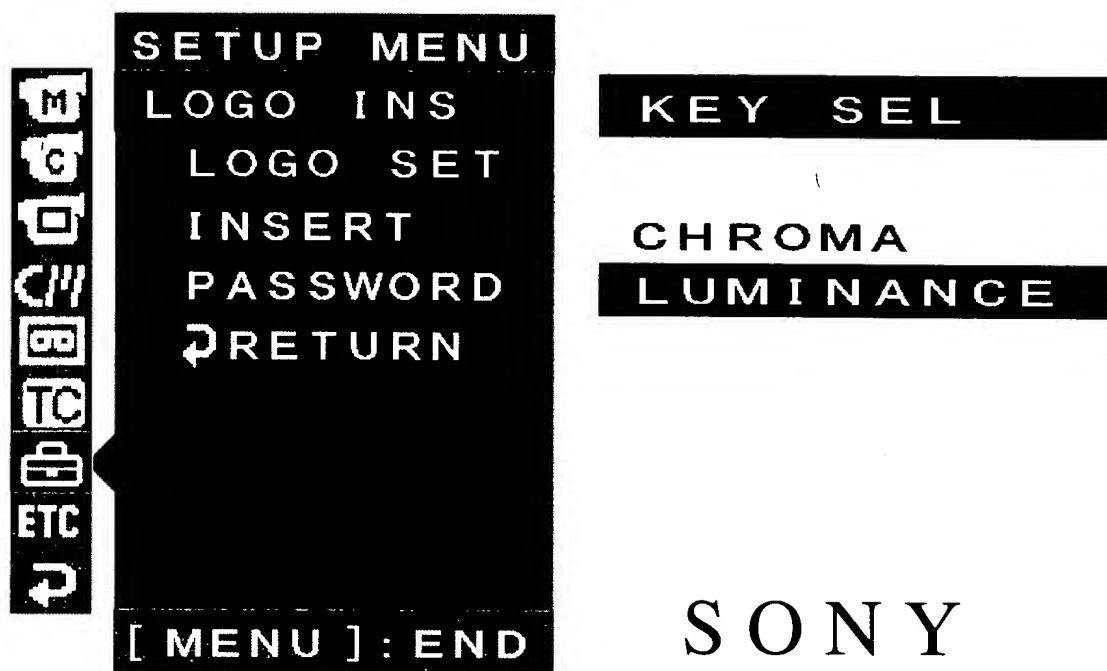 SETUP MENU
LOGO INS
LOGO SET
INSERT
PASSWORD
RETURN
[ MENU ] : END
M
C
TC
ETC
KEY SEL
CHROMA
LUMINANCE
SONY